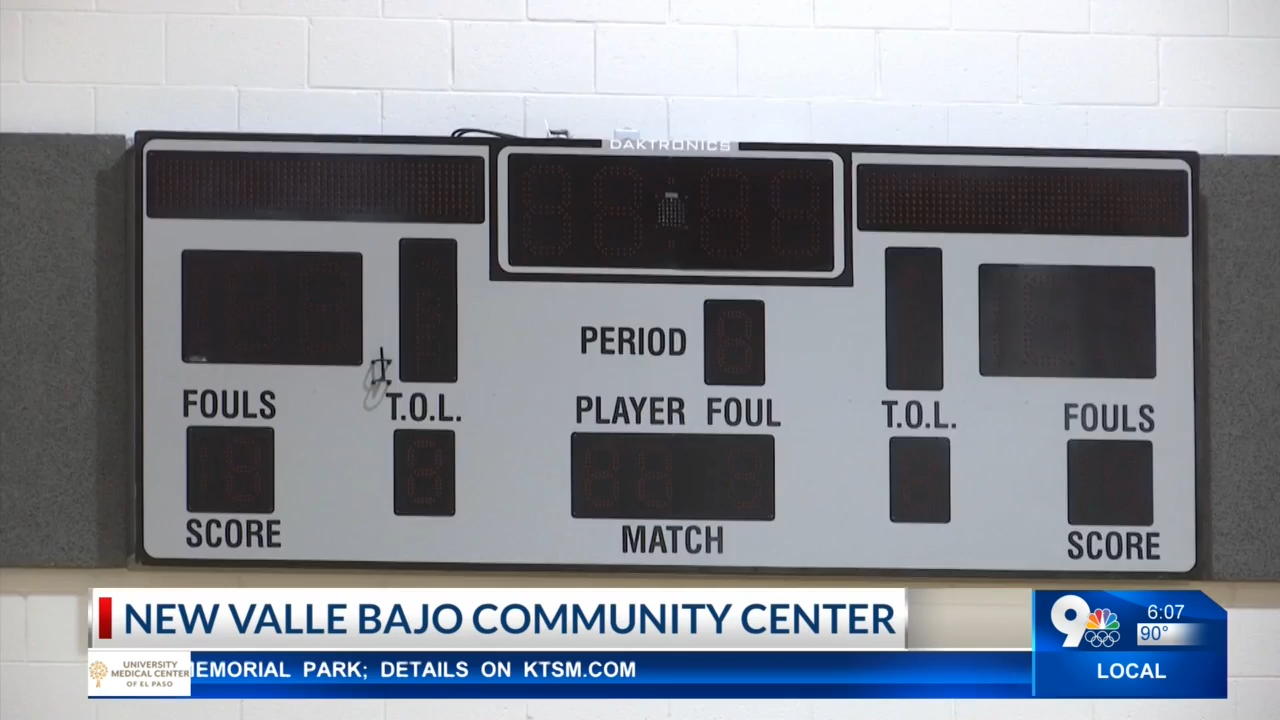 DAKTRONICS
PERIOD
FOULS
T.O.L.
PLAYER FOUL
T.O.L.
FOULS
SCORE
MATCH
SCORE
NEW VALLE BAJO COMMUNITY CENTER
UNIVERSITY
MEDICAL CENTER
OF EL PASO
EMORIAL PARK; DETAILS ON KTSM.COM
9
6:07
90°
LOCAL